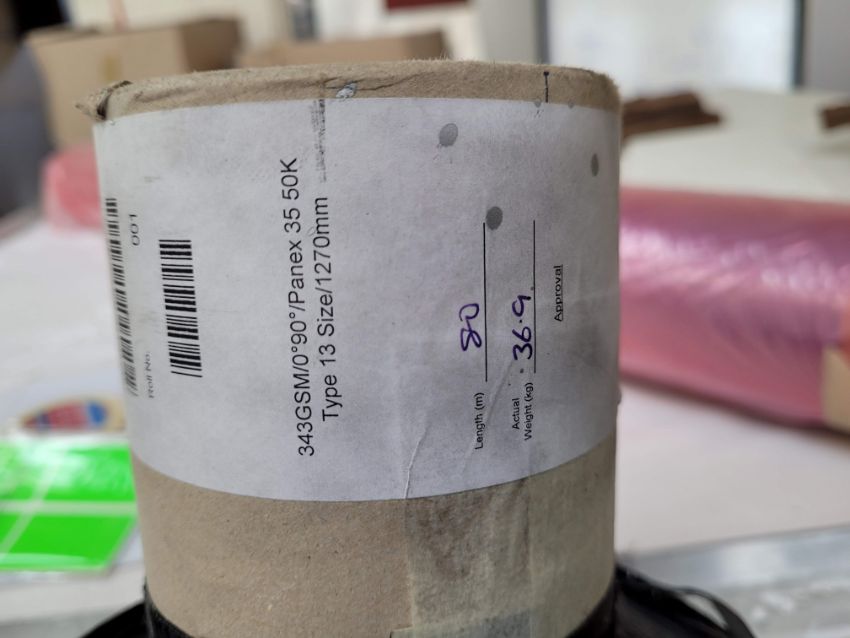 001
Roll No.
343GSM/0°90°/Panex 35 50K
Type 13 Size/1270mm
Length (m) 80
Actual
Weight (kg) 36.9
Approval